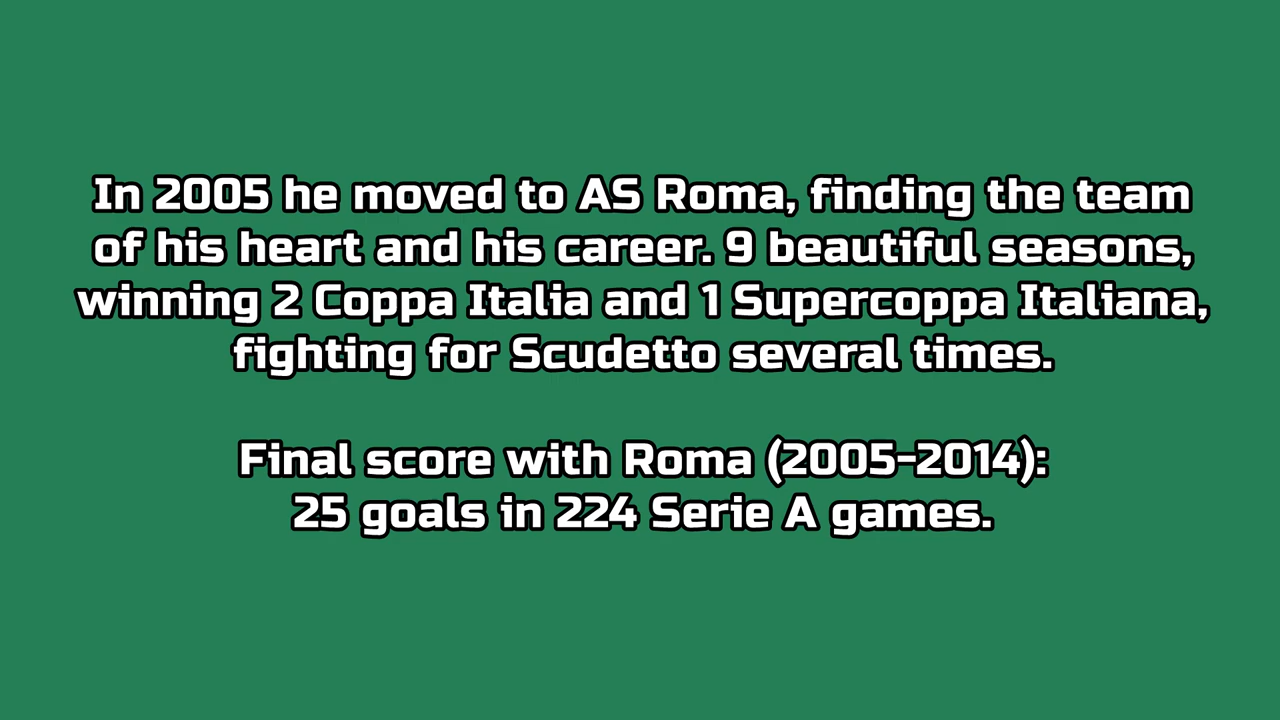 In 2005 he moved to AS Roma, finding the team
of his heart and his career. 9 beautiful seasons,
winning 2 Coppa Italia and 1 Supercoppa Italiana,
fighting for Scudetto several times.
Final score with Roma (2005-2014):
25 goals in 224 Serie A games.